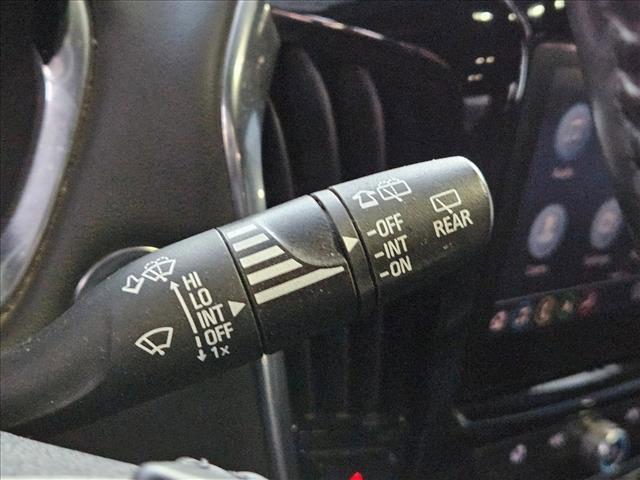 HI
LO
INT
OFF
1x
-OFF
-INT
-ON
REAR